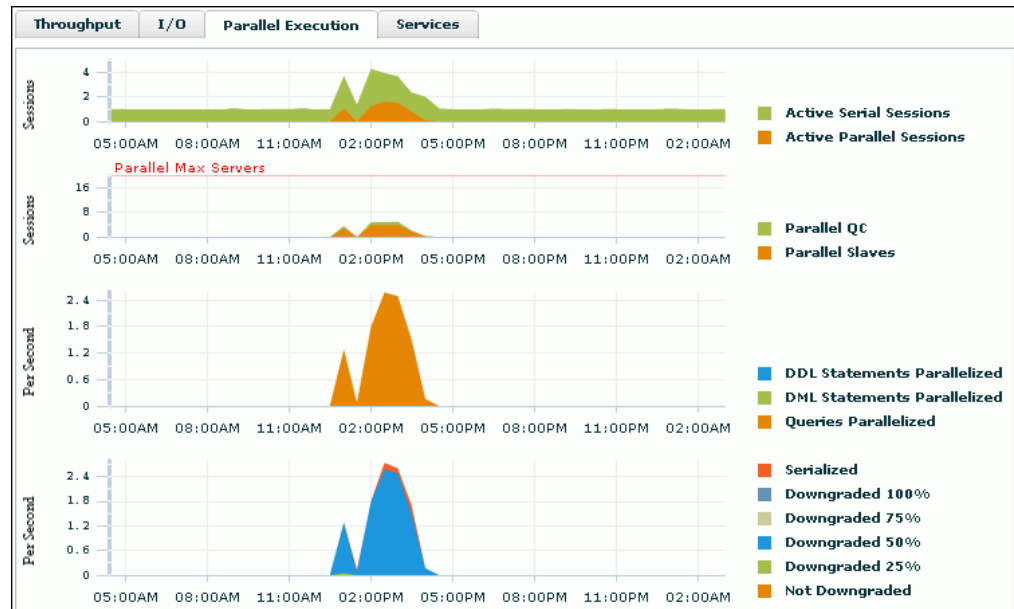 Throughput I/O Parallel Execution Services
Sessions
4
2
0
05:00AM 08:00AM 11:00AM 02:00PM 05:00PM 08:00PM 11:00PM 02:00AM
Active Serial Sessions
Active Parallel Sessions
Parallel Max Servers
Sessions
16
8
0
05:00AM 08:00AM 11:00AM 02:00PM 05:00PM 08:00PM 11:00PM 02:00AM
Parallel QC
Parallel Slaves
Per Second
2.4
1.8
1.2
0.6
0
05:00AM 08:00AM 11:00AM 02:00PM 05:00PM 08:00PM 11:00PM 02:00AM
DDL Statements Parallelized
DML Statements Parallelized
Queries Parallelized
Per Second
2.4
1.8
1.2
0.6
0
05:00AM 08:00AM 11:00AM 02:00PM 05:00PM 08:00PM 11:00PM 02:00AM
Serialized
Downgraded 100%
Downgraded 75%
Downgraded 50%
Downgraded 25%
Not Downgraded